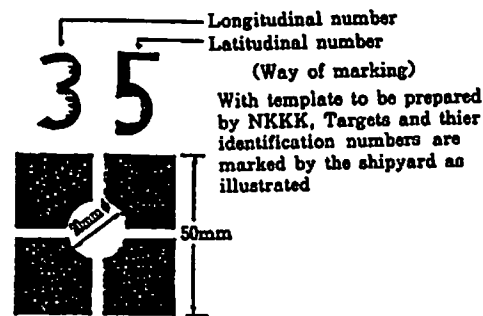 Longitudinal number
Latitudinal number
35
(Way of marking)
With template to be prepared
by NKKK, Targets and thier
identification numbers are
marked by the shipyard as
illustrated
50mm